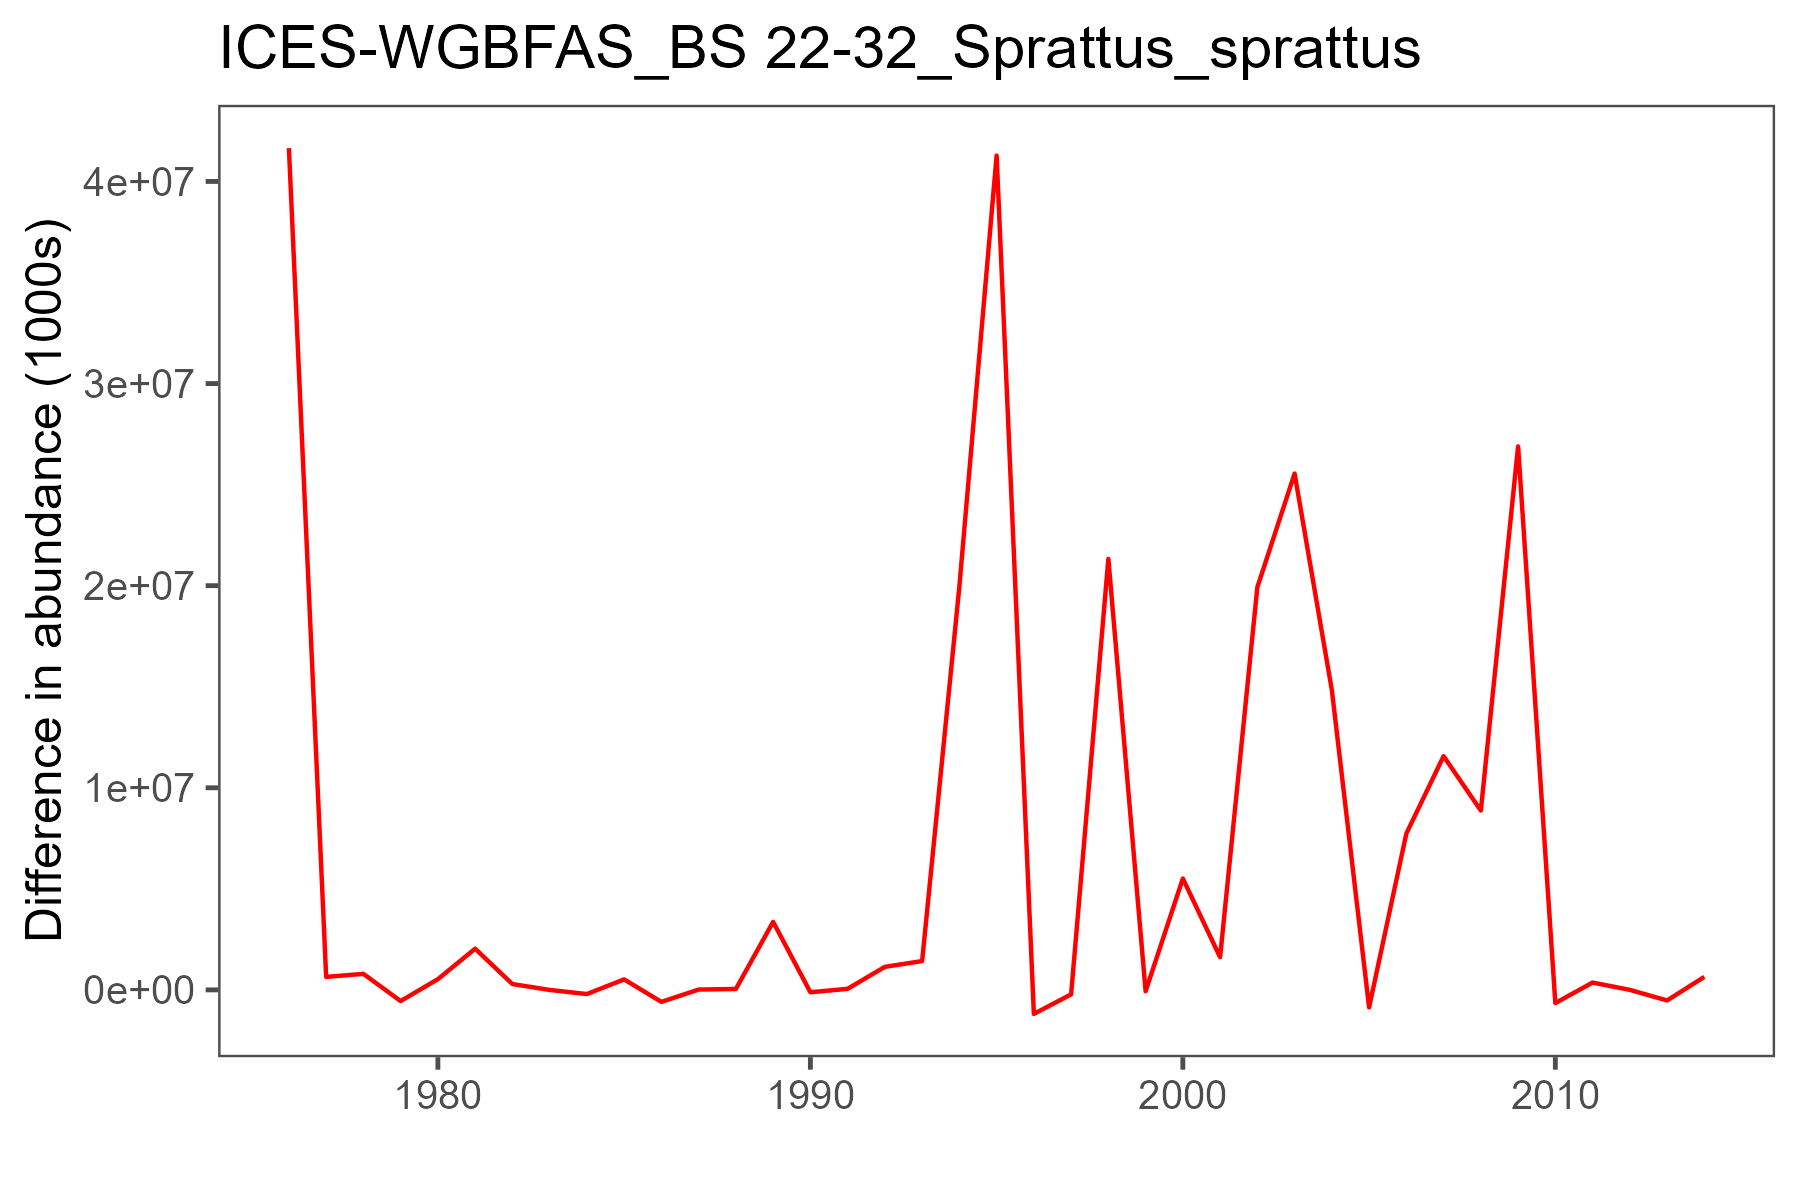 ICES-WGBFAS_BS 22-32_Sprattus_sprattus
Difference in abundance (1000s)
4e+07
3e+07
2e+07
1e+07
0e+00
1980 1990 2000 2010